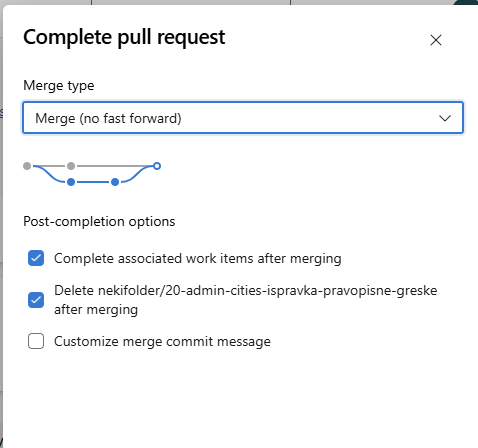 Complete pull request
Merge type
Merge (no fast forward)
Post-completion options
Complete associated work items after merging
Delete nekifolder/20-admin-cities-ispravka-pravopisne-greske
after merging
Customize merge commit message